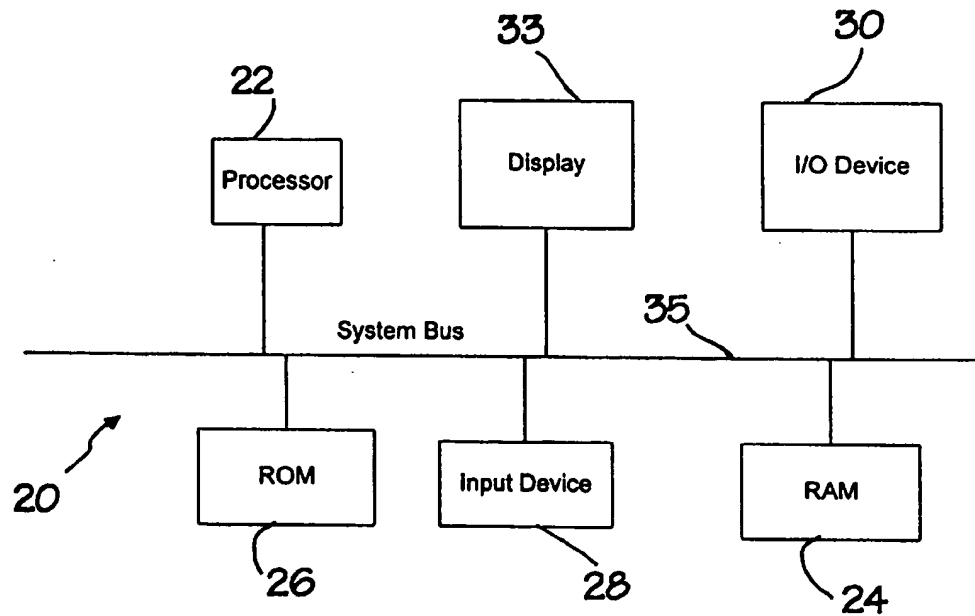 33
30
22
Processor
Display
I/O Device
System Bus
35
20
ROM
Input Device
RAM
26
28
24